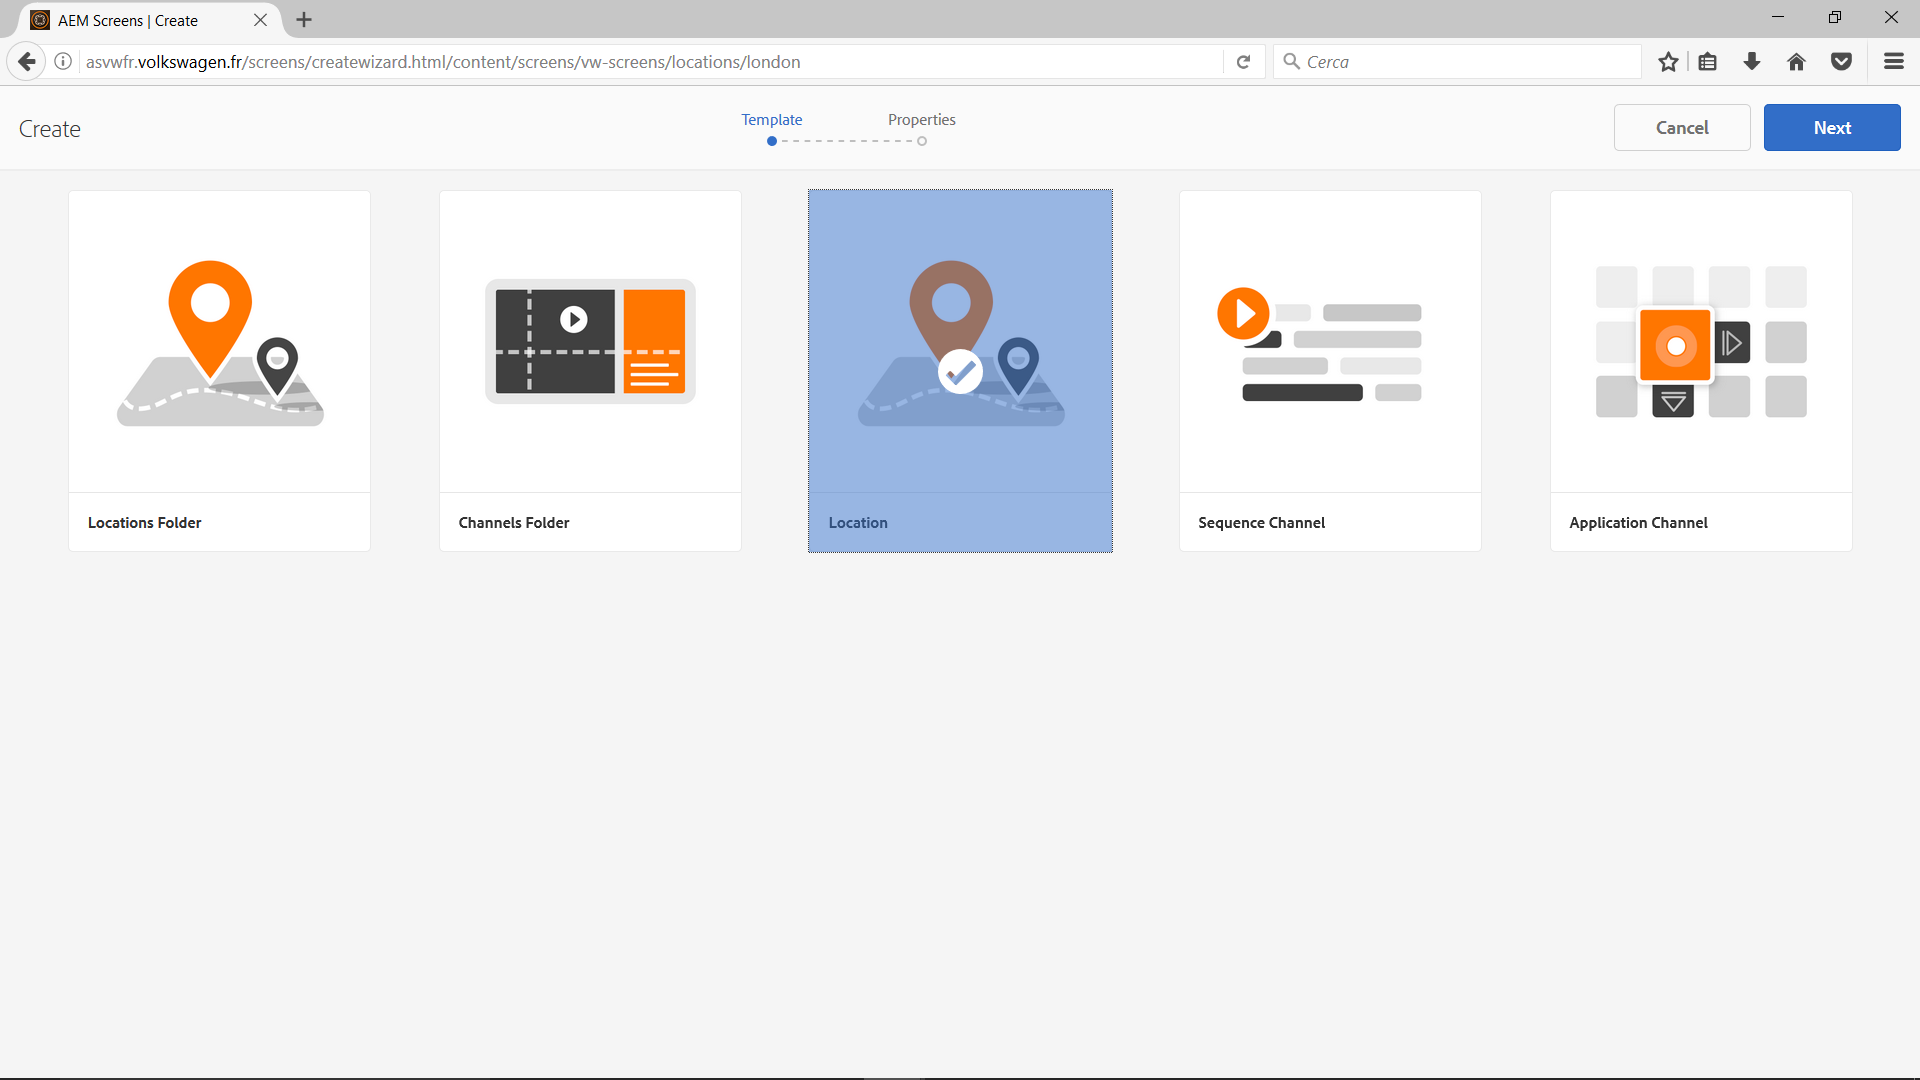 AEM Screens | Create
asvwfr.volkswagen.fr/screens/createwizard.html/content/screens/vw-screens/locations/london
Cerca
Create
Template
Properties
Cancel
Next
Locations Folder
Channels Folder
Location
Sequence Channel
Application Channel